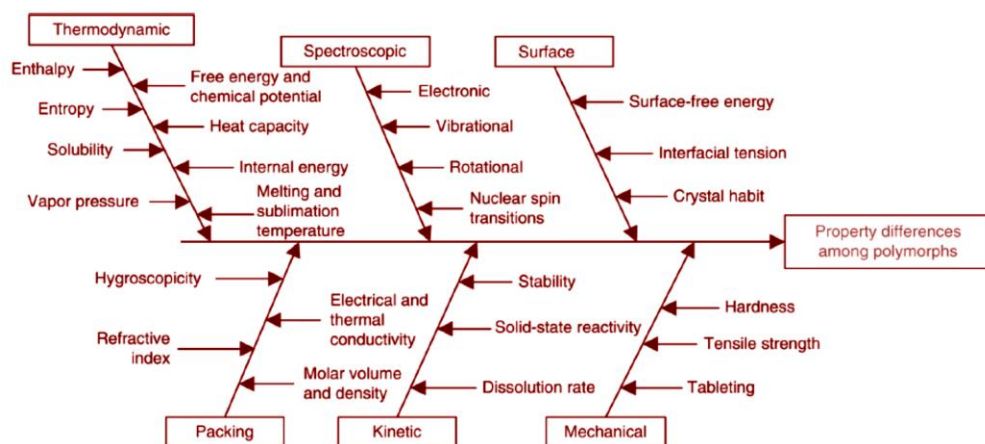 Thermodynamic
Spectroscopic
Surface
Enthalpy
Free energy and
chemical potential
Entropy
Heat capacity
Solubility
Internal energy
Vapor pressure
Melting and
sublimation
temperature
Electronic
Vibrational
Rotational
Nuclear spin
transitions
Surface-free energy
Interfacial tension
Crystal habit
Property differences
among polymorphs
Hygroscopicity
Electrical and
thermal
conductivity
Refractive
index
Molar volume
and density
Stability
Solid-state reactivity
Dissolution rate
Hardness
Tensile strength
Tableting
Packing
Kinetic
Mechanical